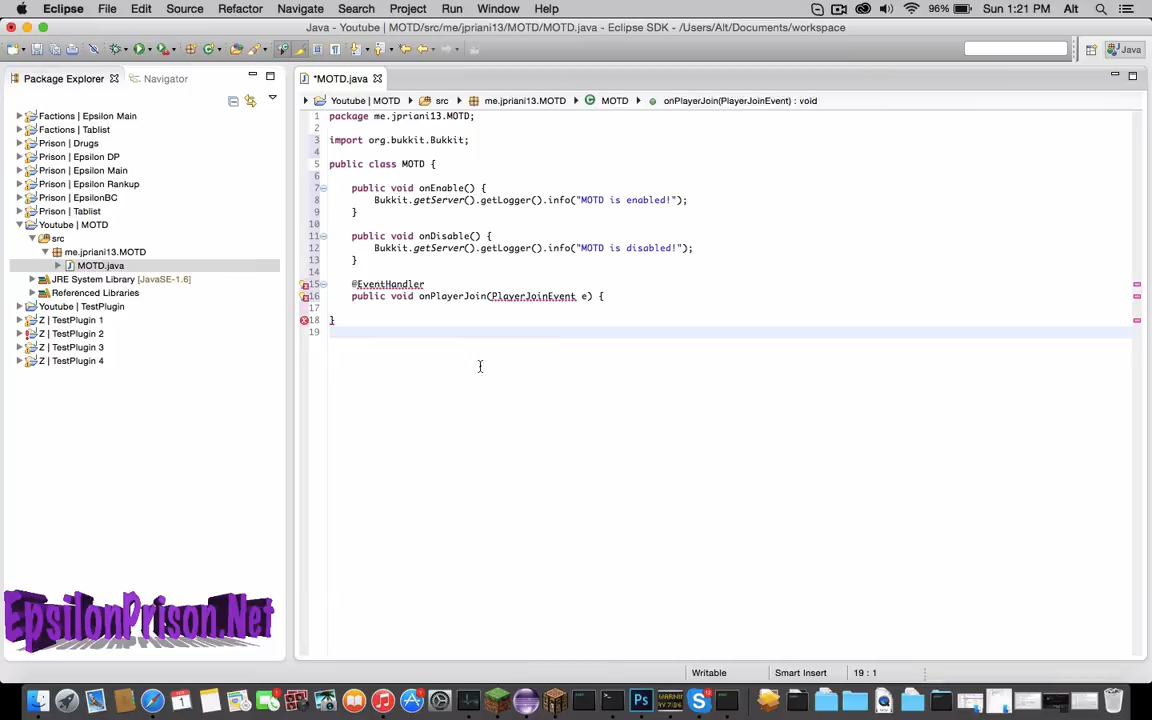 Eclipse File Edit Source Refactor Navigate Search Project Run Window Help 96% Sun 1:21 PM Alt
Java - Youtube | MOTD/src/me/jpriani13/MOTD/MOTD.java - Eclipse SDK - /Users/Alt/Documents/workspace
Java
Package Explorer Navigator
*MOTD.java
Youtube | MOTD src me.jpriani13.MOTD MOTD onPlayerJoin(PlayerJoinEvent) : void
Factions | Epsilon Main
Factions | Tablist
Prison | Drugs
Prison | Epsilon DP
Prison | Epsilon Main
Prison | Epsilon Rankup
Prison | EpsilonBC
Prison | Tablist
Youtube | MOTD
src
me.jpriani13.MOTD
MOTD.java
JRE System Library [JavaSE-1.6]
Referenced Libraries
Youtube | TestPlugin
Z | TestPlugin 1
Z | TestPlugin 2
Z | TestPlugin 3
Z | TestPlugin 4
1 package me.jpriani13.MOTD;
2
3 import org.bukkit.Bukkit;
4
5 public class MOTD {
6
7 public void onEnable() {
8 Bukkit.getServer().getLogger().info("MOTD is enabled!");
9 }
10
11 public void onDisable() {
12 Bukkit.getServer().getLogger().info("MOTD is disabled!");
13 }
14
15 @EventHandler
16 public void onPlayerJoin(PlayerJoinEvent e) {
17
18 }
19
EpsilonPrison.Net
Writable Smart Insert 19 : 1